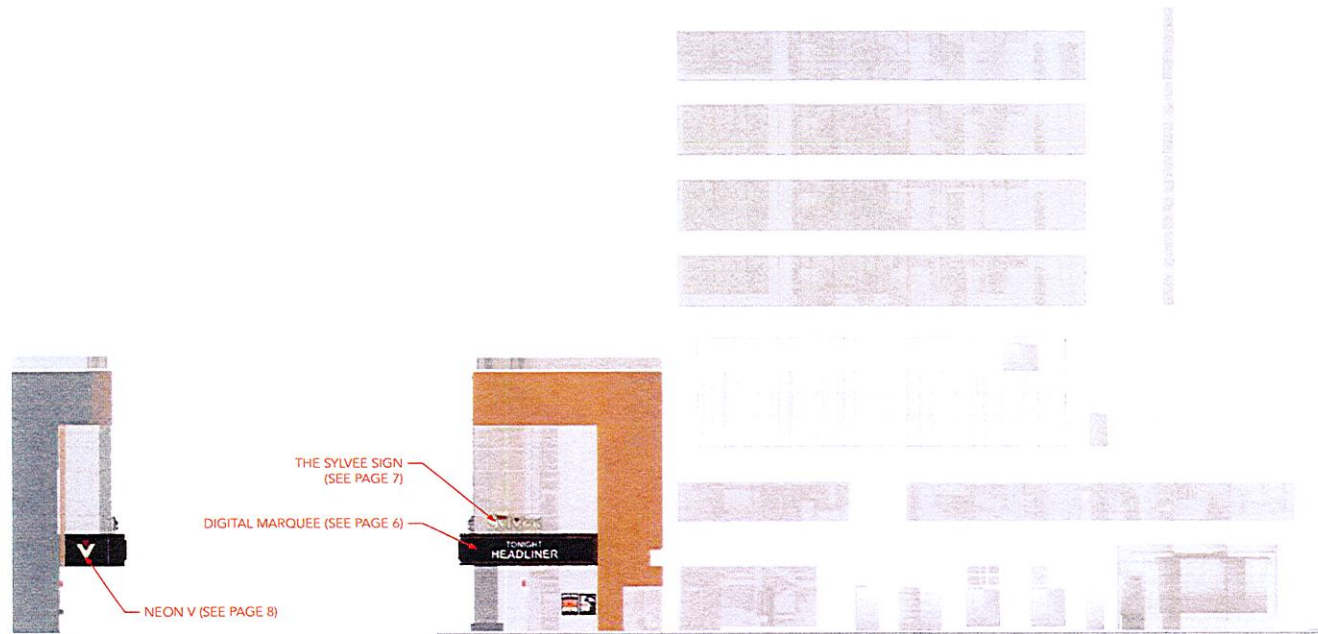 THE SYLVEE SIGN
(SEE PAGE 7)
DIGITAL MARQUEE (SEE PAGE 6)
TONIGHT
HEADLINER
V
NEON V (SEE PAGE 8)